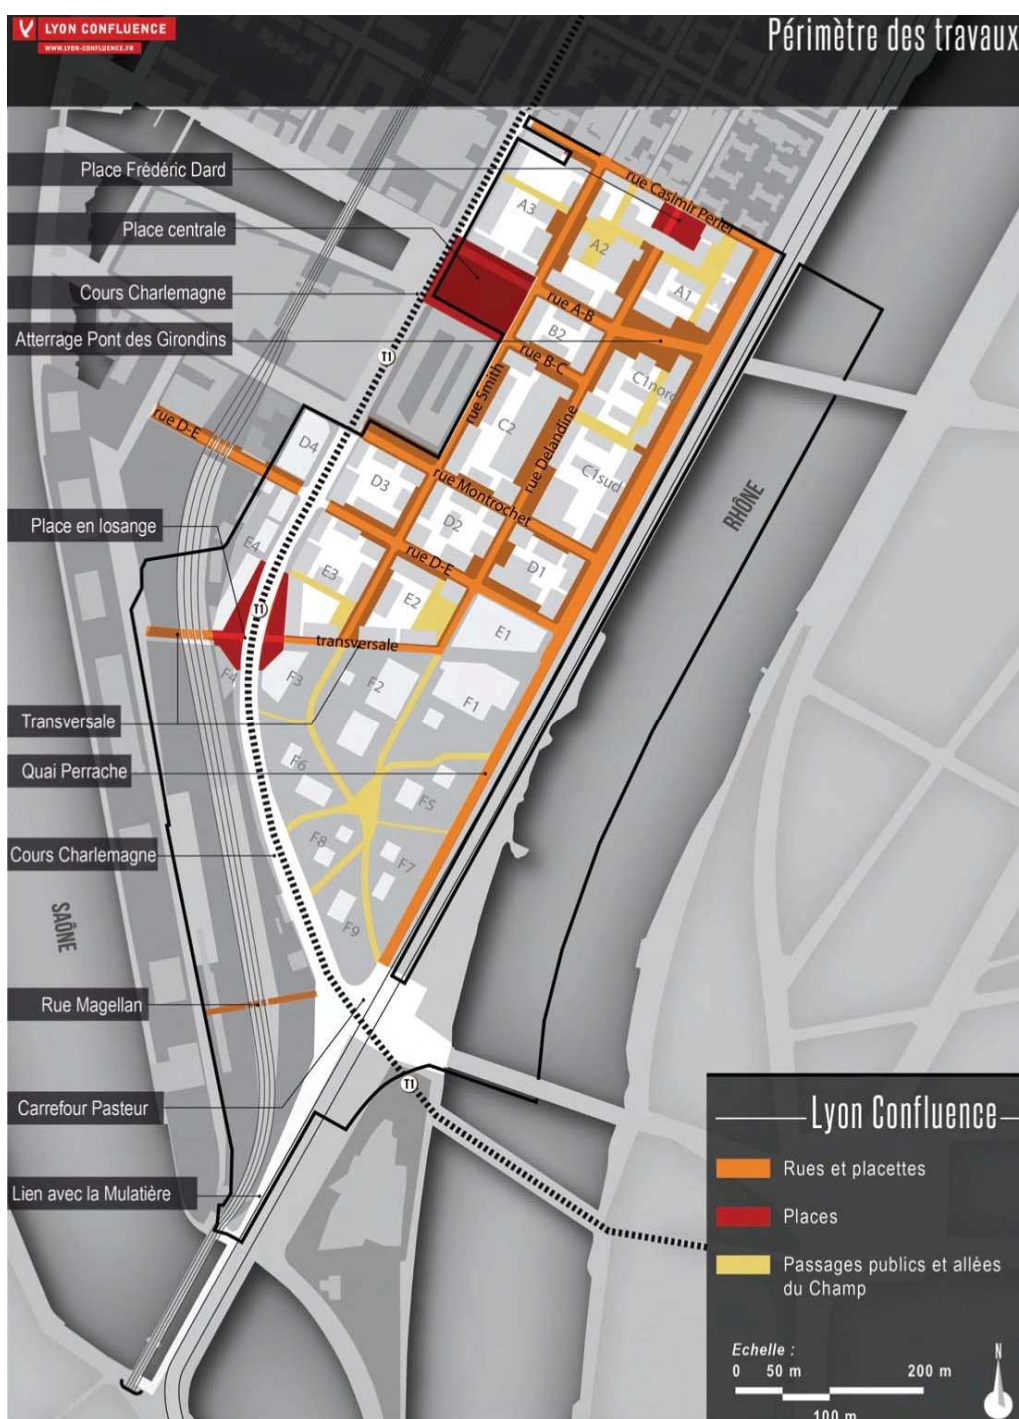 LYON CONFLUENCE
WWW.LYON-CONFLUENCE.FR
Périmètre des travaux
Place Frédéric Dard
Place centrale
Cours Charlemagne
Atterrage Pont des Girondins
Place en losange
Transversale
Quai Perrache
Cours Charlemagne
Rue Magellan
Carrefour Pasteur
Lien avec la Mulatière
rue Casimir Perier
A3
A2
A1
rue A-B
B2
rue B-C
C1nord
T1
rue Smith
C2
rue Delandine
C1sud
rue D-E
D4
D3
rue Montrochet
D2
D1
RHÔNE
E4
E3
rue D-E
E2
E1
T1
transversale
F4
F3
F2
F1
F6
F5
F8
F7
F9
SAÔNE
T1
Lyon Confluence
Rues et placettes
Places
Passages publics et allées
du Champ
Echelle :
0 50 m 200 m
100 m
N